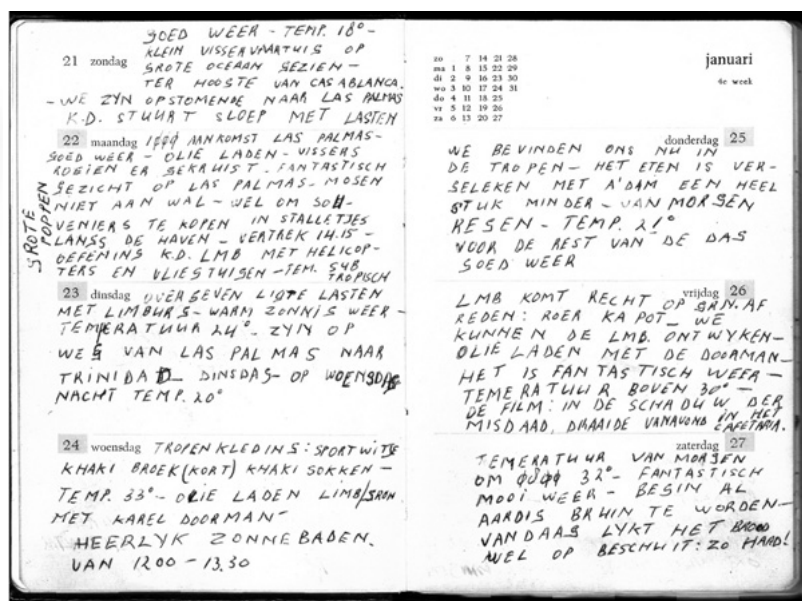 GOED WEER - TEMP. 18° -
KLEIN VISSERVAARTUIS OP
21 zondag GROTE OCEAAN GEZIEN -
TER HOOGTE VAN CASABLANCA.
- WE ZYN OPSTOMENDE NAAR LAS PALMAS
K.D. STUURT SLOEP MET LASTEN
22 maandag AANKOMST LAS PALMAS-
GOED WEER - OLIE LADEN - VISSERS
ROEIEN ER GEKRUIST. FANTASTISCH
GEZICHT OP LAS PALMAS - MOGEN
NIET AAN WAL - WEL OM SOU-
VENIERS TE KOPEN IN STALLETJES
GROTE POPPEN
LANGS DE HAVEN - VERTREK 14.15 -
OEFENING K.D. LMB MET HELICOP-
TERS EN VLIEGTUIGEN - TEM. SUB
TROPISCH
23 dinsdag OVERGEVEN LIGTE LASTEN
MET LIMBURG - WARM ZONNIG WEER -
TEMPERATUUR 24° - ZYN OP
WEG VAN LAS PALMAS NAAR
TRINIDAD - DINSDAG - OP WOENSDAG
NACHT TEMP. 20°
24 woensdag TROPENKLEDING: SPORT WITJE
KHAKI BROEK (KORT) KHAKI SOKKEN -
TEMP. 33° - OLIE LADEN LIMB/GRON
MET KAREL DOORMAN -
HEERLYK ZONNEBADEN.
VAN 1200 - 13.30
zo 7 14 21 28
ma 1 8 15 22 29
di 2 9 16 23 30
wo 3 10 17 24 31
do 4 11 18 25
vr 5 12 19 26
za 6 13 20 27
januari
4e week
donderdag 25
WE BEVINDEN ONS NU IN
DE TROPEN - HET ETEN IS VER-
GELEKEN MET A'DAM EEN HEEL
STUK MINDER - VANMORGEN
REGEN - TEMP. 21°
VOOR DE REST VAN DE DAG
GOED WEER
vrijdag 26
LMB KOMT RECHT OP GRN. AF
REDEN: ROER KAPOT - WE
KUNNEN DE LMB. ONTWYKEN -
OLIE LADEN MET DE DOORMAN -
HET IS FANTASTISCH WEER -
TEMERATUUR BOVEN 30° -
DE FILM: IN DE SCHADUW DER
MISDAAD, DRAAIDE VANAVOND IN HET
CAFETARIA.
zaterdag 27
TEMERATUUR VAN MORGEN
OM 0800 32° - FANTASTISCH
MOOI WEER - BEGIN AL
AARDIG BRUIN TE WORDEN -
VANDAAG LYKT HET BROOD
WEL OP BESCHUIT: ZO HARD!